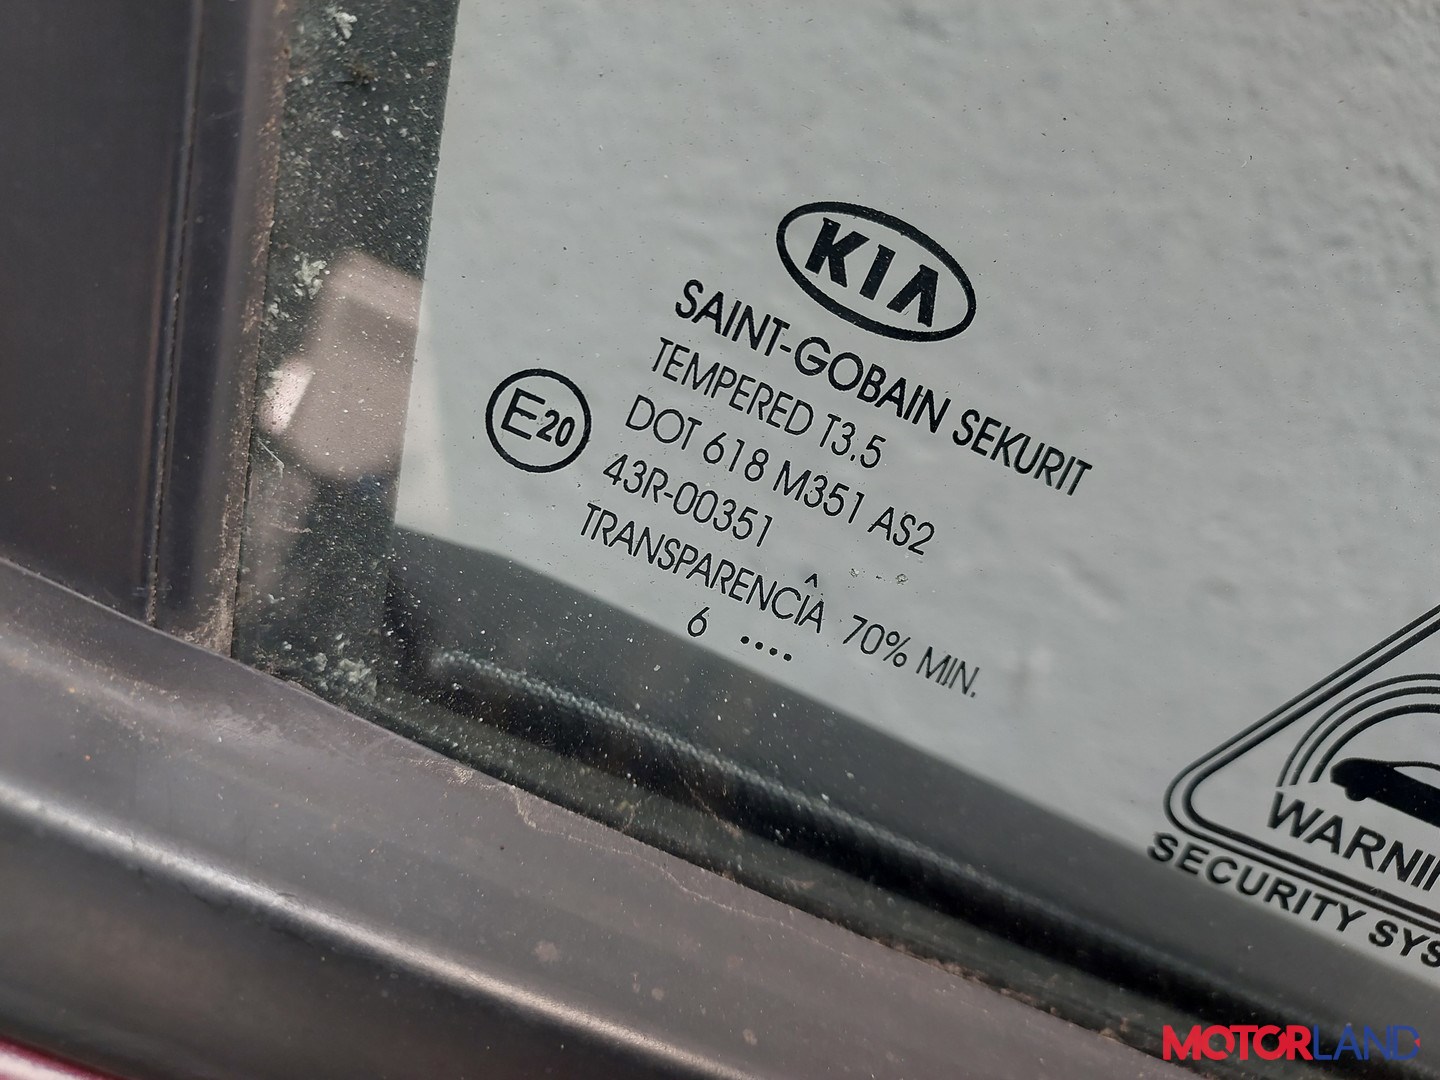 KIA
SAINT-GOBAIN SEKURIT
TEMPERED T3.5
E20
DOT 618 M351 AS2
43R-00351
TRANSPARENCÎA 70% MIN.
6 ....
WARNI
SECURITY SYS
MOTORLAND